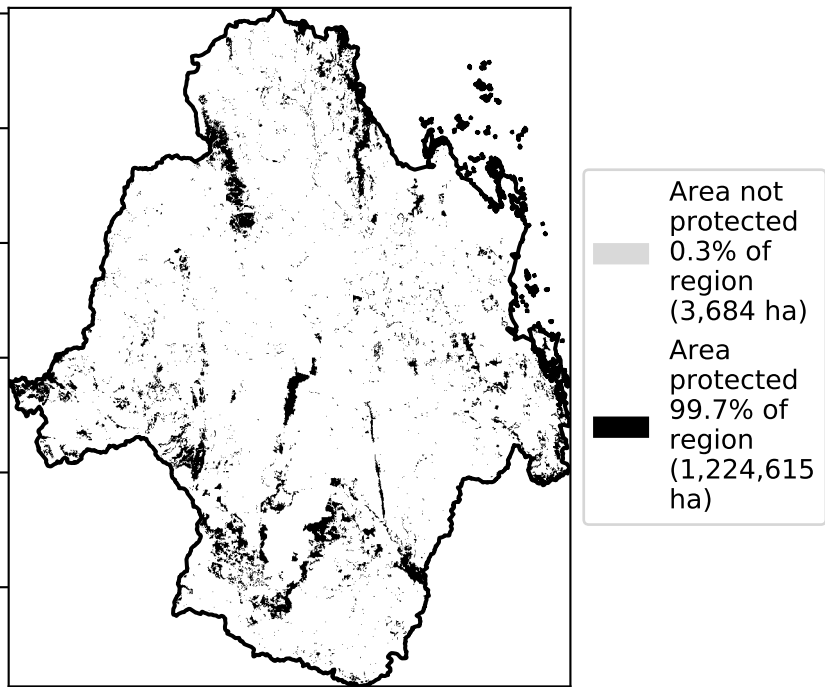 Area not
protected
0.3% of
region
(3,684 ha)
Area
protected
99.7% of
region
(1,224,615
ha)